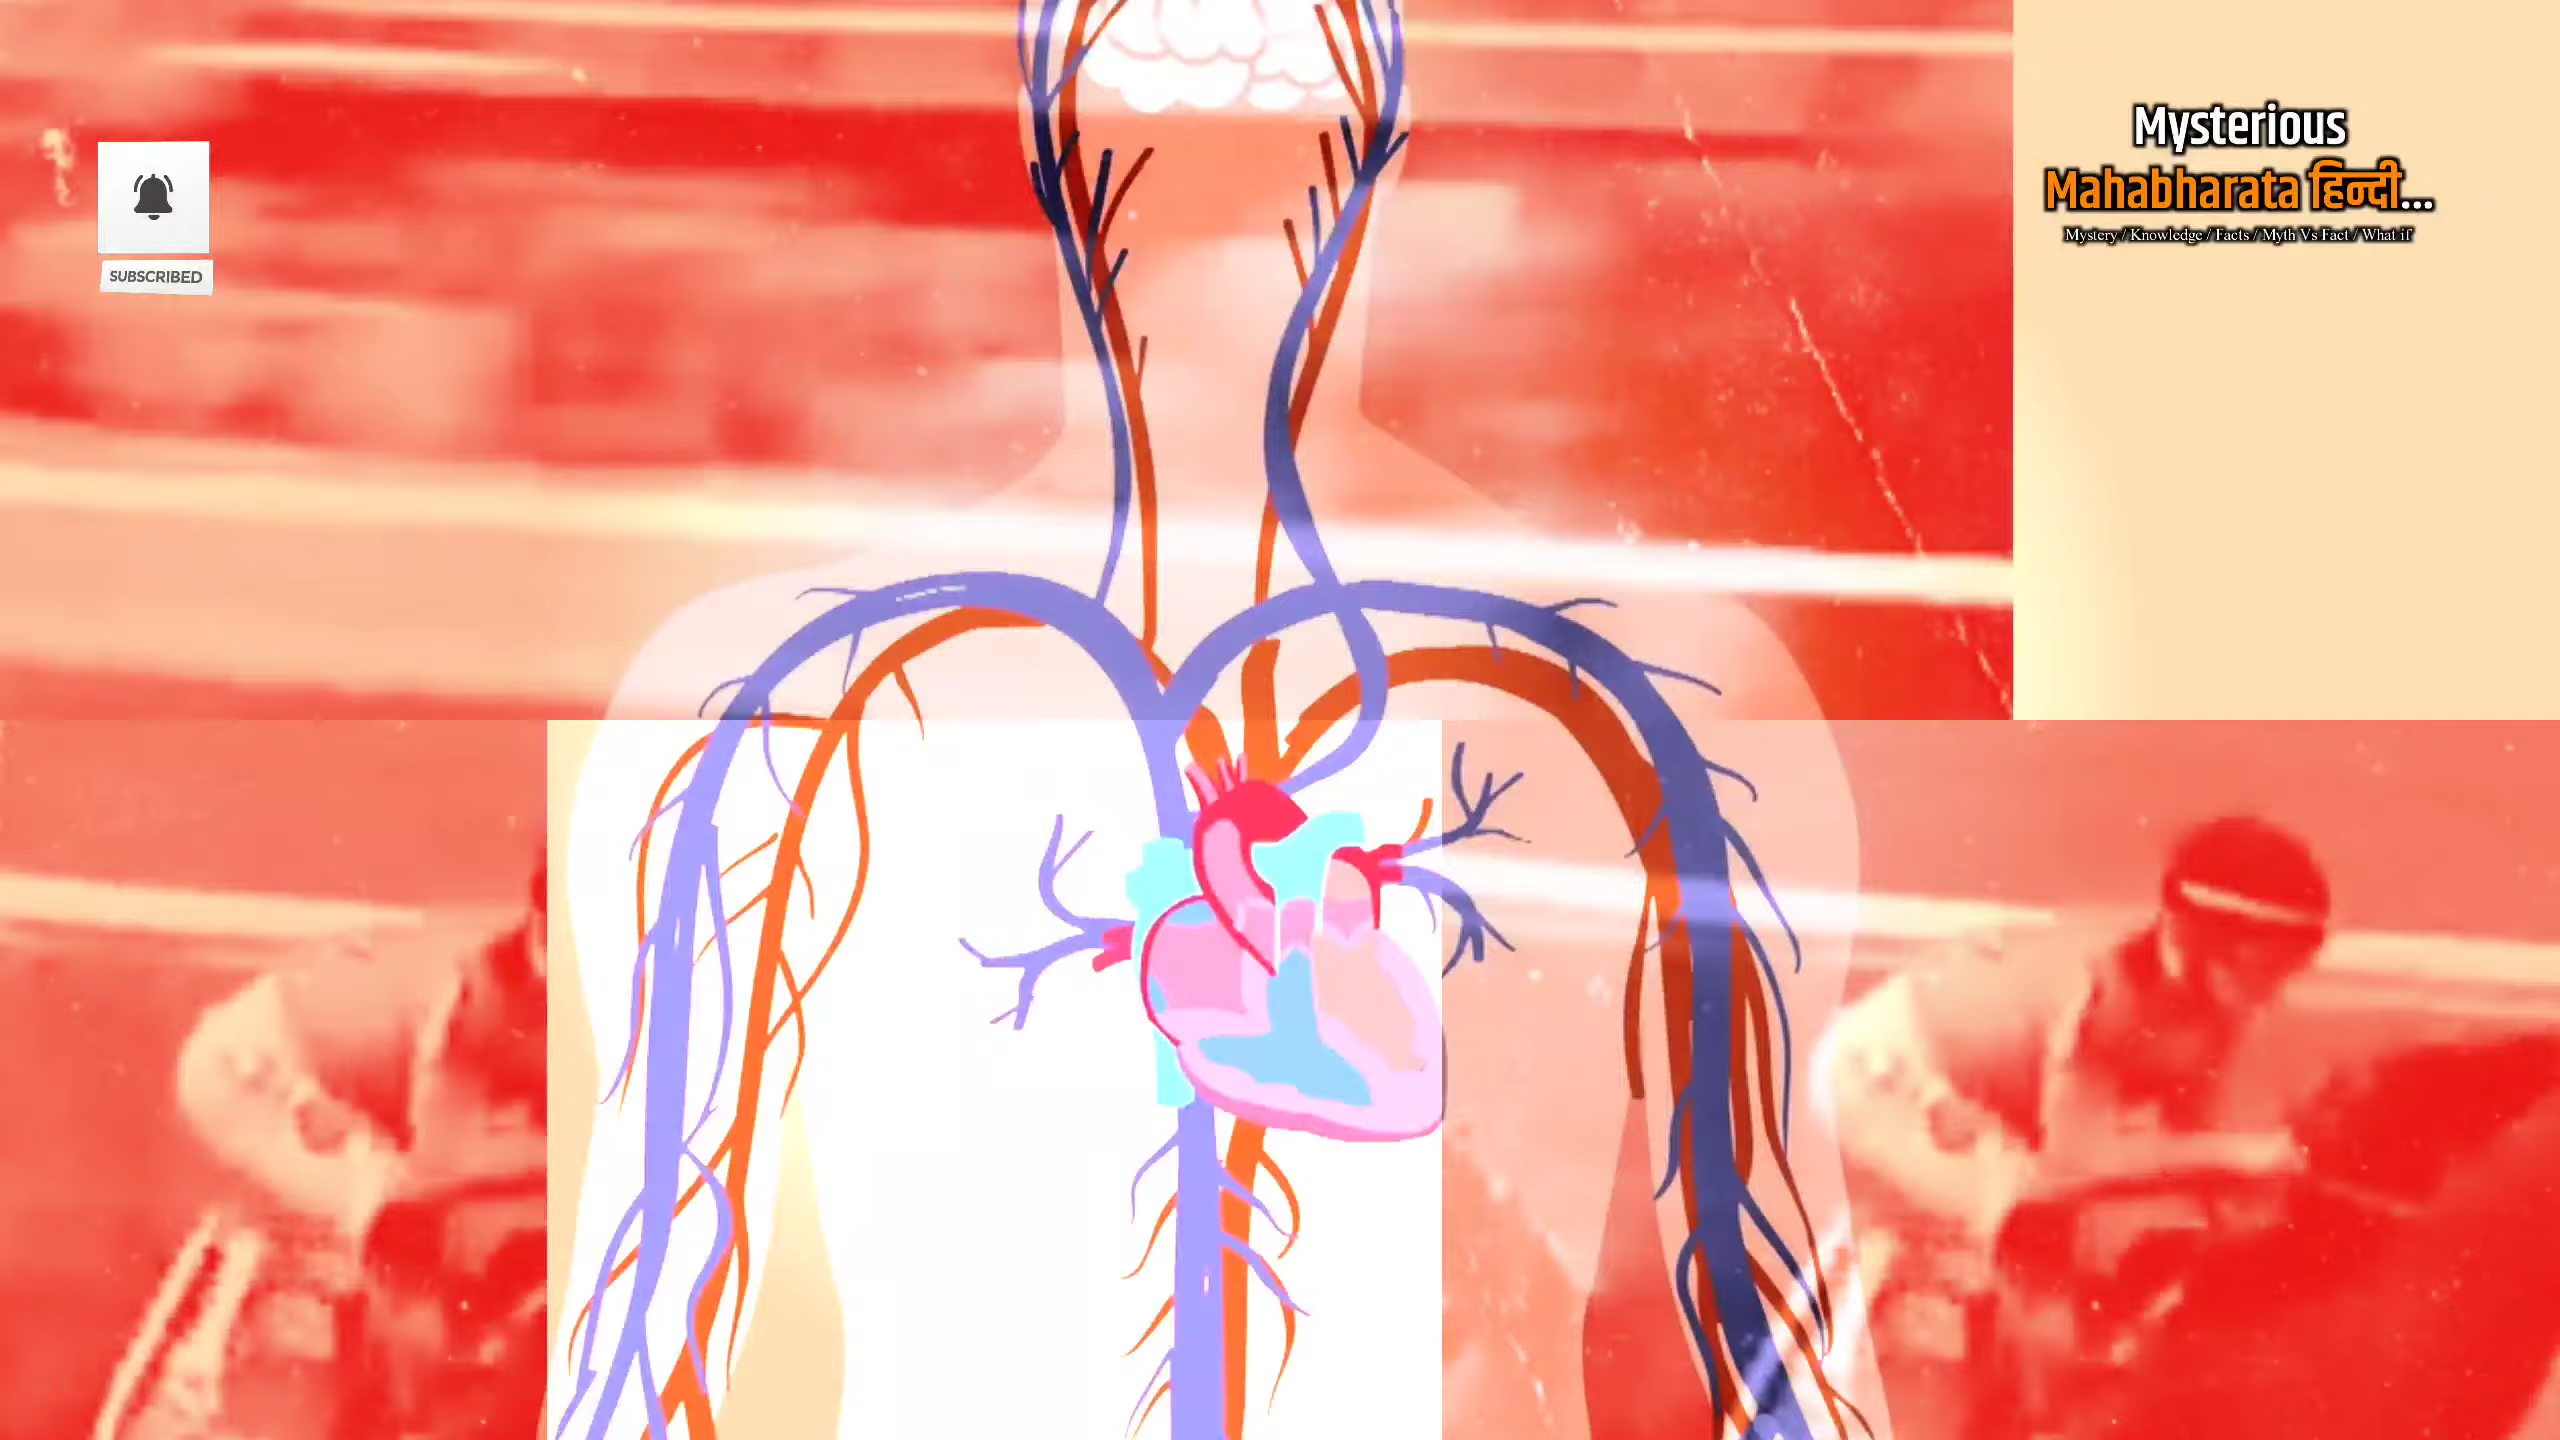 SUBSCRIBED
Mysterious
Mahabharata हिन्दी...
Mystery / Knowledge / Facts / Myth Vs Fact / What if